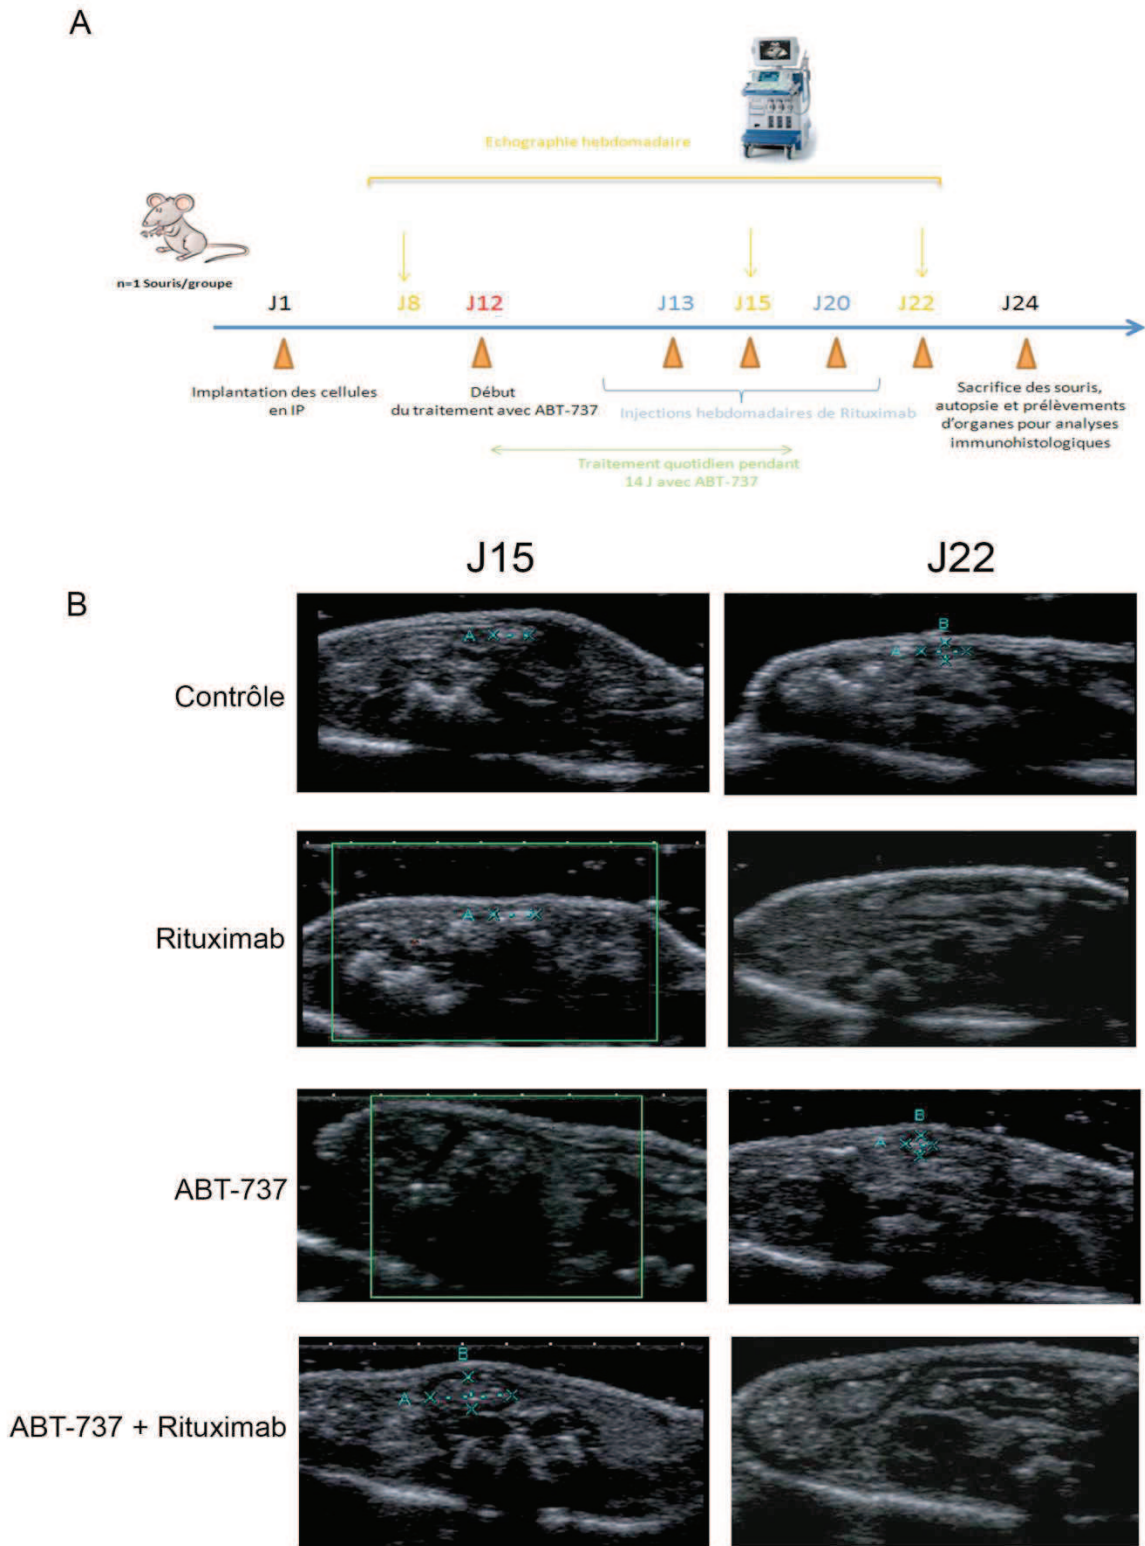 A
Echographie hebdomadaire
n=1 Souris/groupe
J1
J8
J12
J13
J15
J20
J22
J24
Implantation des cellules
en IP
Début
du traitement avec ABT-737
Injections hebdomadaires de Rituximab
Sacrifice des souris,
autopsie et prélèvements
d'organes pour analyses
immunohistologiques
Traitement quotidien pendant
14 J avec ABT-737
J15
J22
B
Contrôle
A
B
A
Rituximab
A
ABT-737
B
A
ABT-737 + Rituximab
B
A